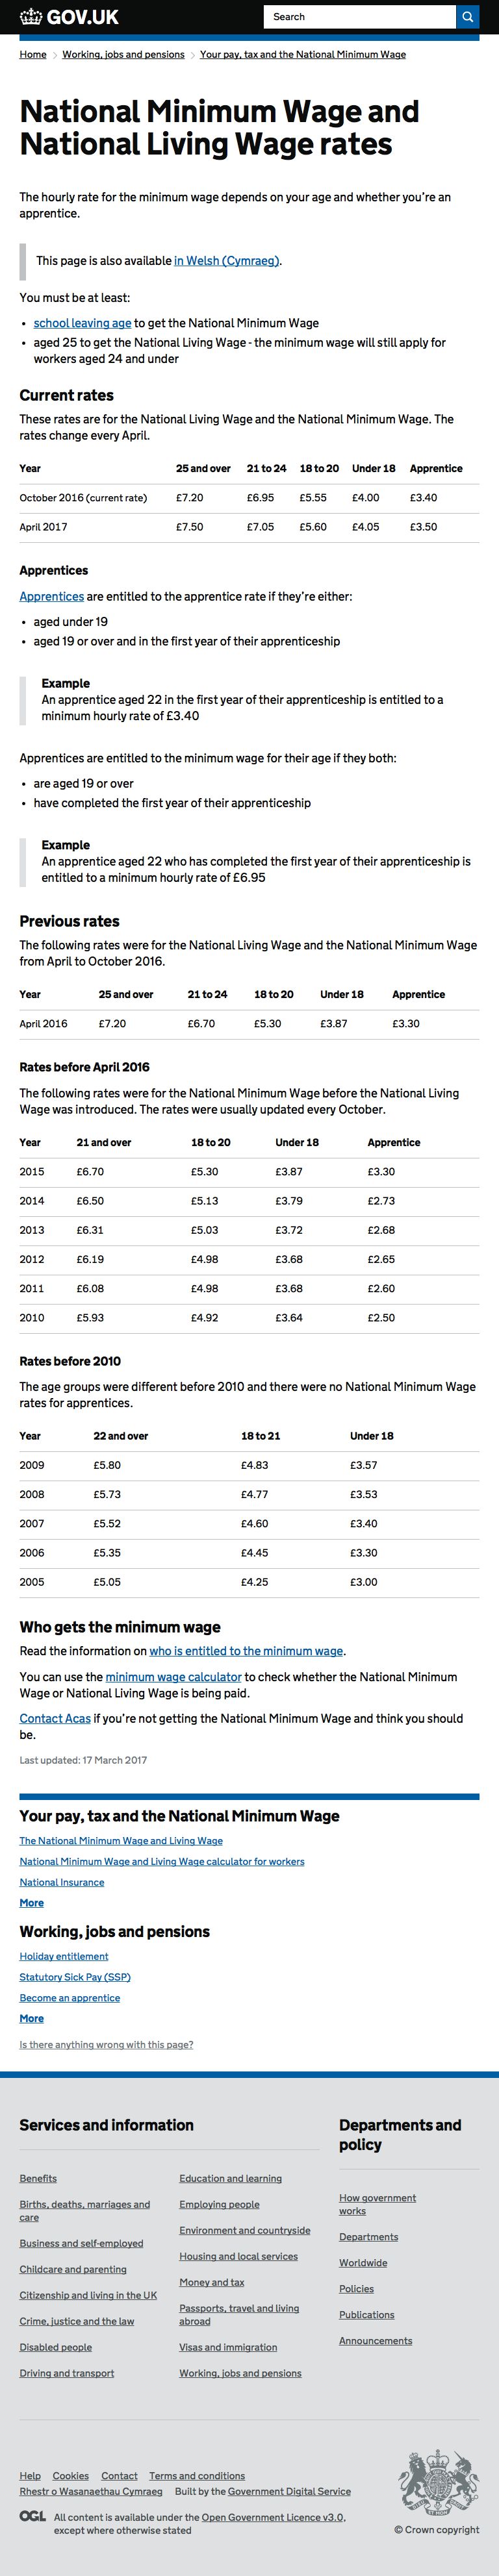 GOV.UK
Search
Home > Working, jobs and pensions > Your pay, tax and the National Minimum Wage
National Minimum Wage and
National Living Wage rates
The hourly rate for the minimum wage depends on your age and whether you're an
apprentice.
This page is also available in Welsh (Cymraeg).
You must be at least:
• school leaving age to get the National Minimum Wage
• aged 25 to get the National Living Wage - the minimum wage will still apply for
workers aged 24 and under
Current rates
These rates are for the National Living Wage and the National Minimum Wage. The
rates change every April.
Year 25 and over 21 to 24 18 to 20 Under 18 Apprentice
October 2016 (current rate) £7.20 £6.95 £5.55 £4.00 £3.40
April 2017 £7.50 £7.05 £5.60 £4.05 £3.50
Apprentices
Apprentices are entitled to the apprentice rate if they're either:
• aged under 19
• aged 19 or over and in the first year of their apprenticeship
Example
An apprentice aged 22 in the first year of their apprenticeship is entitled to a
minimum hourly rate of £3.40
Apprentices are entitled to the minimum wage for their age if they both:
• are aged 19 or over
• have completed the first year of their apprenticeship
Example
An apprentice aged 22 who has completed the first year of their apprenticeship is
entitled to a minimum hourly rate of £6.95
Previous rates
The following rates were for the National Living Wage and the National Minimum Wage
from April to October 2016.
Year 25 and over 21 to 24 18 to 20 Under 18 Apprentice
April 2016 £7.20 £6.70 £5.30 £3.87 £3.30
Rates before April 2016
The following rates were for the National Minimum Wage before the National Living
Wage was introduced. The rates were usually updated every October.
Year 21 and over 18 to 20 Under 18 Apprentice
2015 £6.70 £5.30 £3.87 £3.30
2014 £6.50 £5.13 £3.79 £2.73
2013 £6.31 £5.03 £3.72 £2.68
2012 £6.19 £4.98 £3.68 £2.65
2011 £6.08 £4.98 £3.68 £2.60
2010 £5.93 £4.92 £3.64 £2.50
Rates before 2010
The age groups were different before 2010 and there were no National Minimum Wage
rates for apprentices.
Year 22 and over 18 to 21 Under 18
2009 £5.80 £4.83 £3.57
2008 £5.73 £4.77 £3.53
2007 £5.52 £4.60 £3.40
2006 £5.35 £4.45 £3.30
2005 £5.05 £4.25 £3.00
Who gets the minimum wage
Read the information on who is entitled to the minimum wage.
You can use the minimum wage calculator to check whether the National Minimum
Wage or National Living Wage is being paid.
Contact Acas if you're not getting the National Minimum Wage and think you should
be.
Last updated: 17 March 2017
Your pay, tax and the National Minimum Wage
The National Minimum Wage and Living Wage
National Minimum Wage and Living Wage calculator for workers
National Insurance
More
Working, jobs and pensions
Holiday entitlement
Statutory Sick Pay (SSP)
Become an apprentice
More
Is there anything wrong with this page?
Services and information
Benefits
Births, deaths, marriages and
care
Business and self-employed
Childcare and parenting
Citizenship and living in the UK
Crime, justice and the law
Disabled people
Driving and transport
Education and learning
Employing people
Environment and countryside
Housing and local services
Money and tax
Passports, travel and living
abroad
Visas and immigration
Working, jobs and pensions
Departments and
policy
How government
works
Departments
Worldwide
Policies
Publications
Announcements
Help Cookies Contact Terms and conditions
Rhestr o Wasanaethau Cymraeg Built by the Government Digital Service
OGL All content is available under the Open Government Licence v3.0,
except where otherwise stated
© Crown copyright